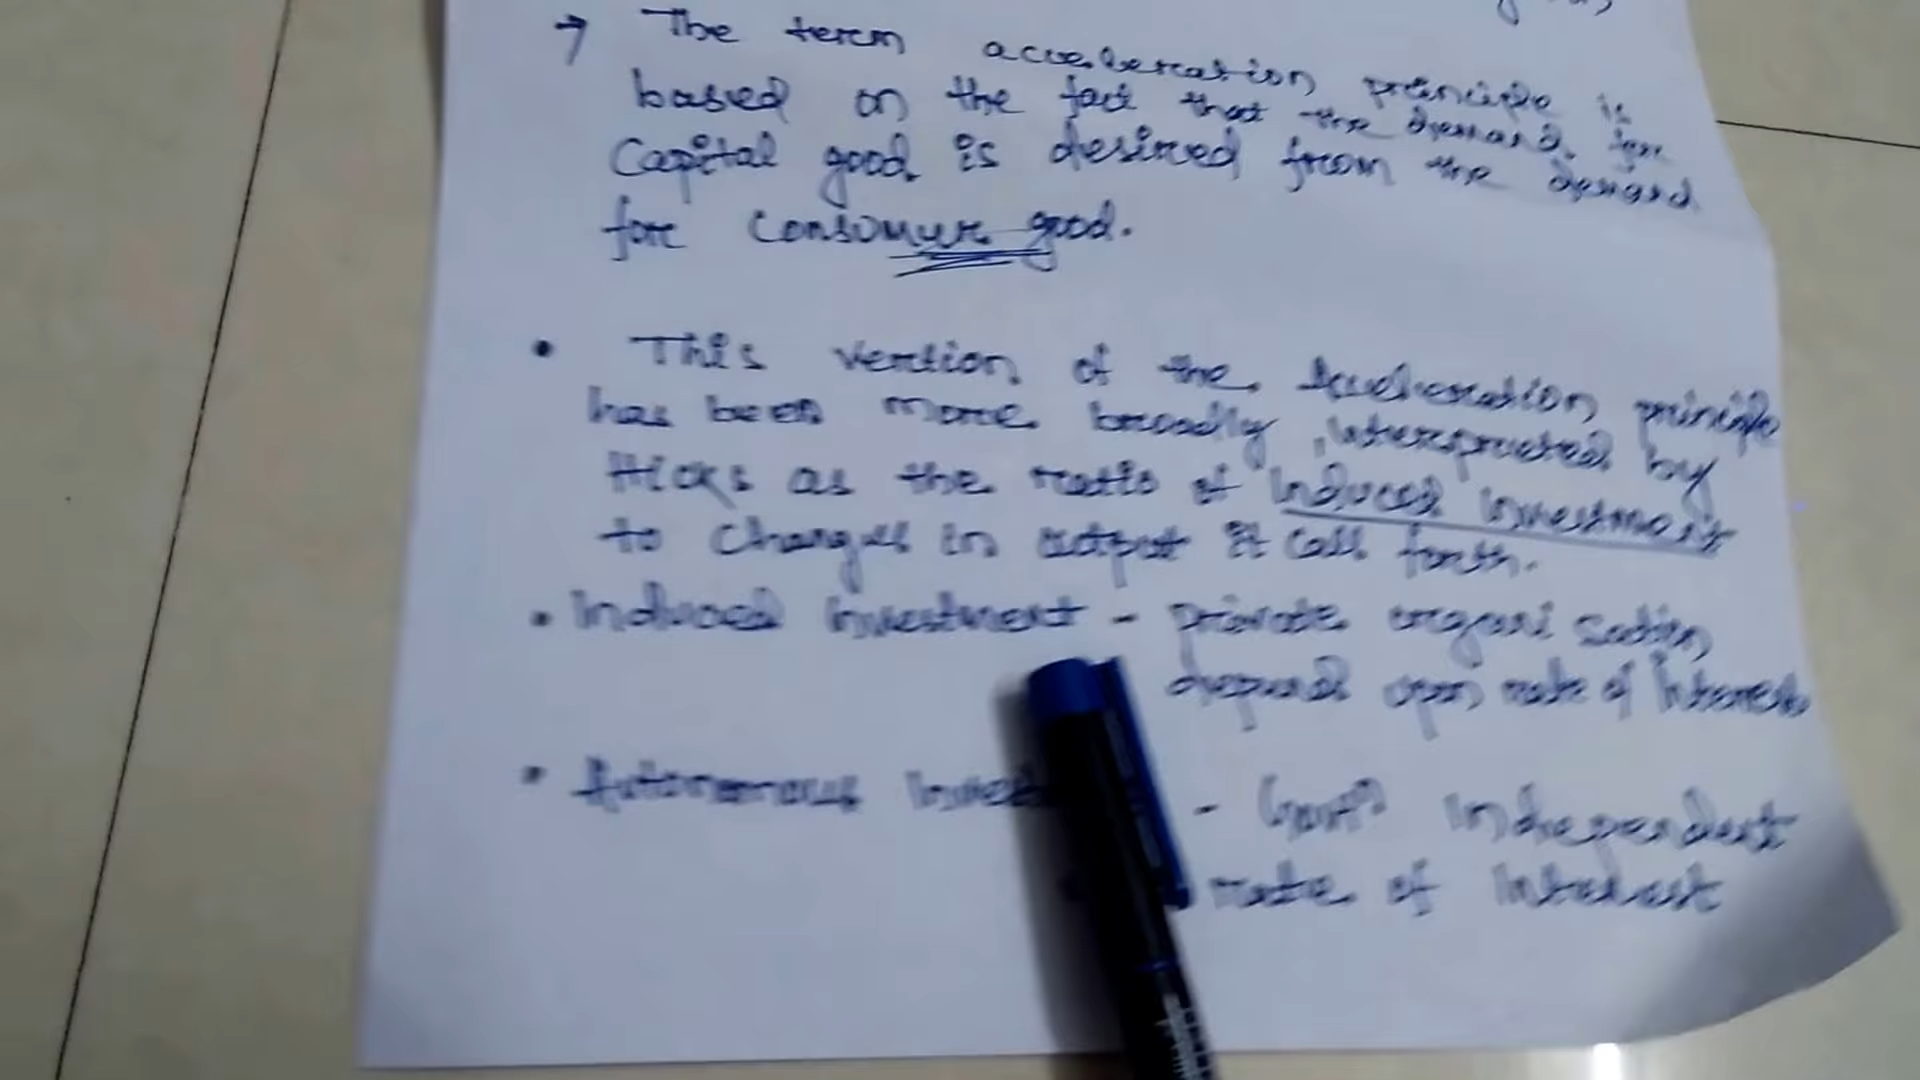 → The term acceleration principle is
based on the fact that the demand for
Capital good is desired from the demand
for consumer good.
• This vertion of the Acceleration principle
has been more broadly interpreted by
Hicks as the ratio of induced investment
to changes in output it call forth.
• Induced investment - private organisation
depend upon rate of interest
• Autonomous - Govt independent
rate of interest